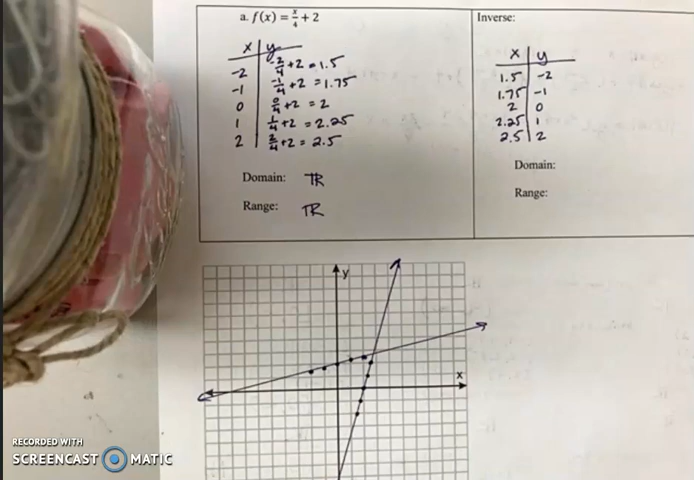 a. f(x) = x/4 + 2
Inverse:
x | y
-2 | -2/4 + 2 = 1.5
-1 | -1/4 + 2 = 1.75
0 | 0/4 + 2 = 2
1 | 1/4 + 2 = 2.25
2 | 2/4 + 2 = 2.5
Domain: ℝ
Range: ℝ
x | y
1.5 | -2
1.75 | -1
2 | 0
2.25 | 1
2.5 | 2
Domain:
Range:
y
x
RECORDED WITH
SCREENCAST MATIC